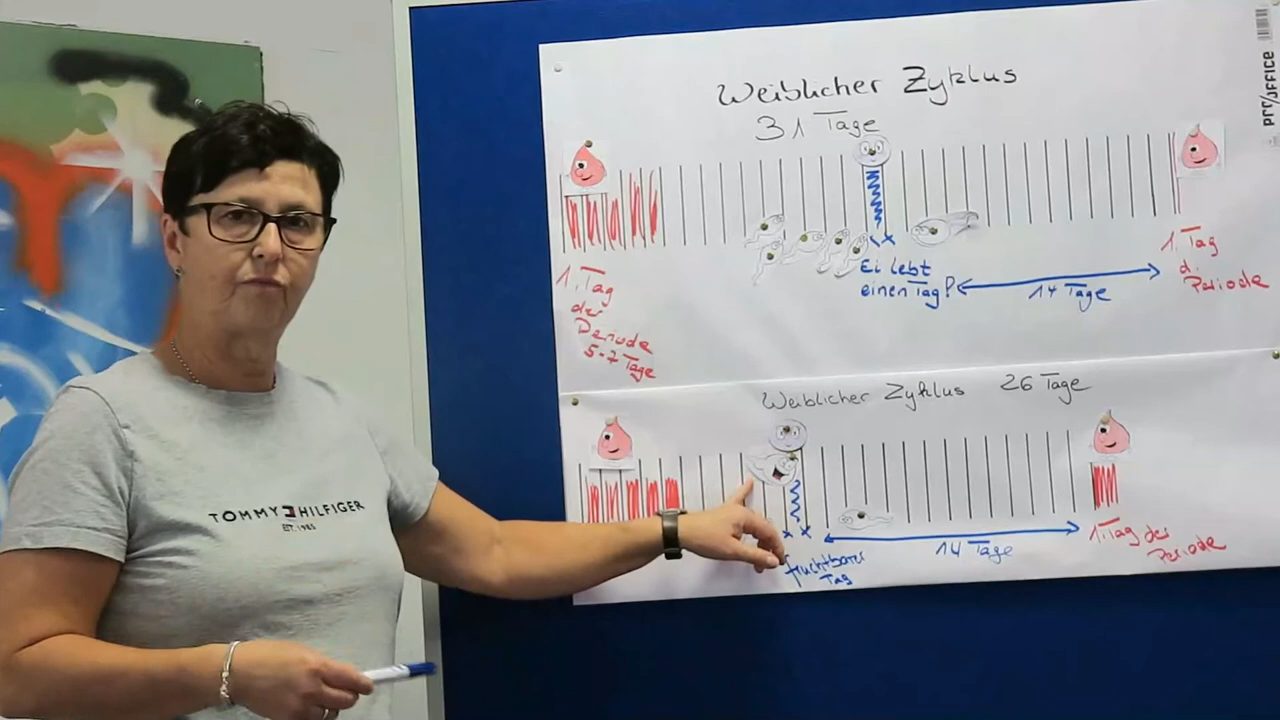 Weiblicher Zyklus
31 Tage
1. Tag
der
Periode
5-7 Tage
Ei lebt
einen Tag!
14 Tage
1. Tag
d.
Periode
Weiblicher Zyklus 26 Tage
fruchtbarer
Tag
14 Tage
1. Tag der
Periode
TOMMY HILFIGER
EST. 1985